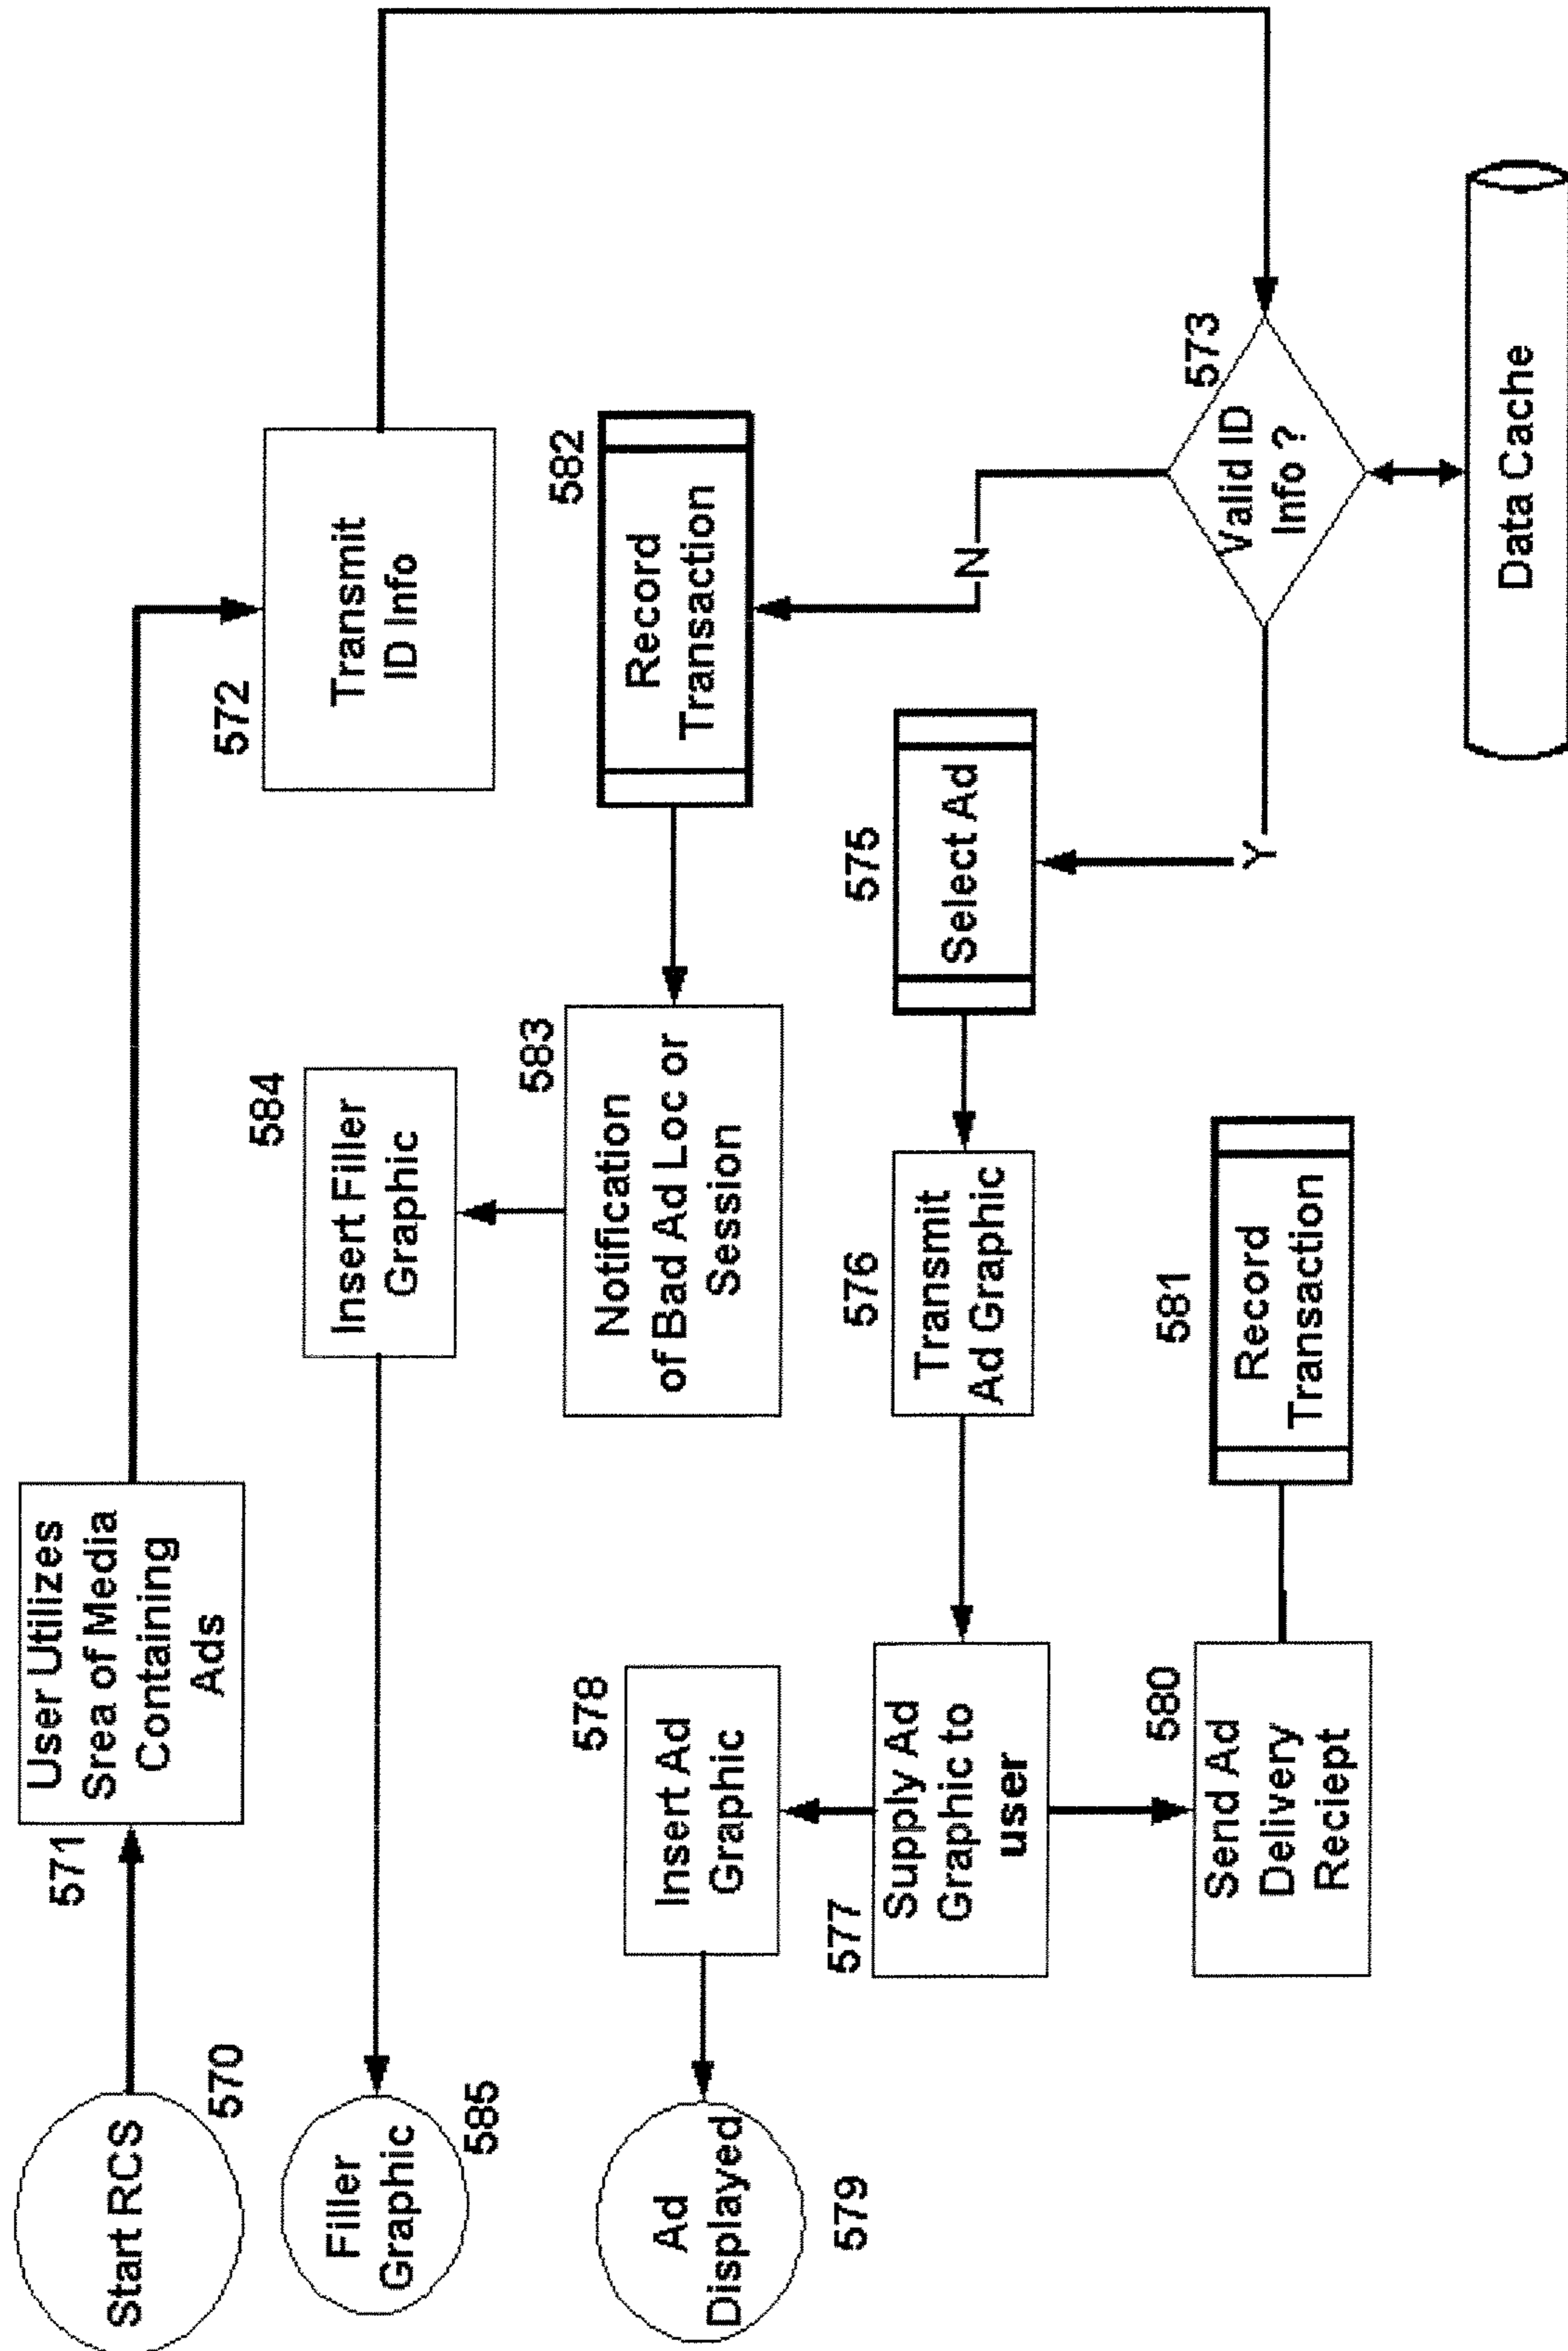 Start RCS
570
571
User Utilizes
Srea of Media
Containing
Ads
572
Transmit
ID Info
Filler
Graphic
585
584
Insert Filler
Graphic
583
Notification
of Bad Ad Loc or
Session
582
Record
Transaction
N
573
Valid ID
Info ?
Y
Data Cache
575
Select Ad
576
Transmit
Ad Graphic
577
Supply Ad
Graphic to
user
578
Insert Ad
Graphic
Ad
Displayed
579
580
Send Ad
Delivery
Reciept
581
Record
Transaction